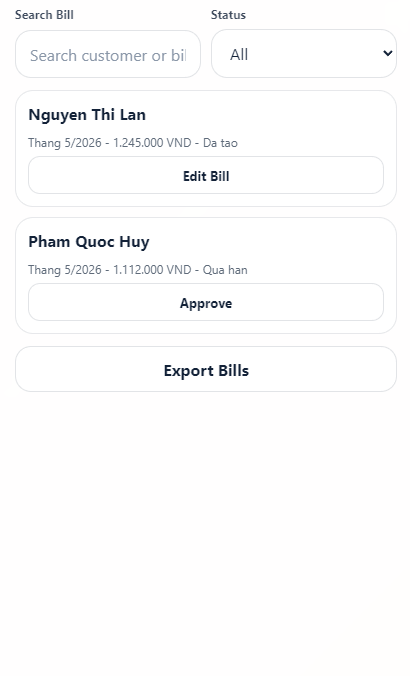 Search Bill
Status
Search customer or bil
All
Nguyen Thi Lan
Thang 5/2026 - 1.245.000 VND - Da tao
Edit Bill
Pham Quoc Huy
Thang 5/2026 - 1.112.000 VND - Qua han
Approve
Export Bills